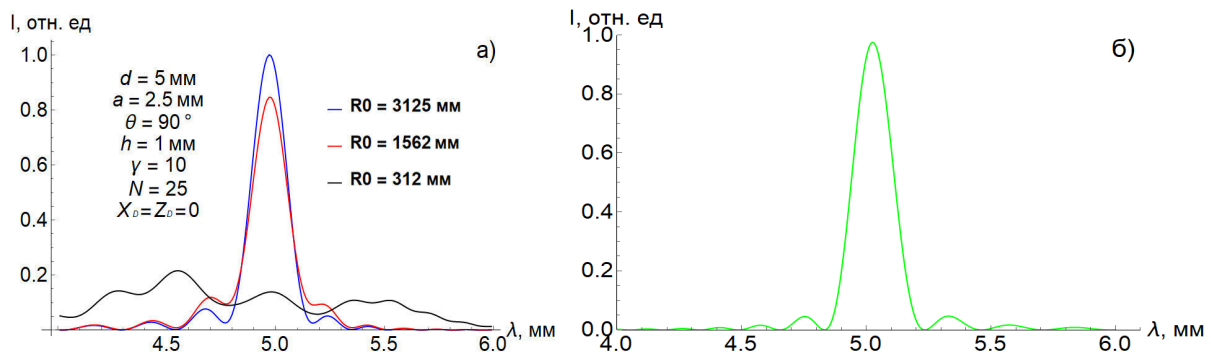 I, отн. ед
а)
1.0
0.8
0.6
0.4
0.2
d = 5 мм
a = 2.5 мм
θ = 90 °
h = 1 мм
γ = 10
N = 25
X_D = Z_D = 0
R0 = 3125 мм
R0 = 1562 мм
R0 = 312 мм
4.5 5.0 5.5 6.0
λ, мм
I, отн. ед
б)
1.0
0.8
0.6
0.4
0.2
0.0
4.0 4.5 5.0 5.5 6.0
λ, мм